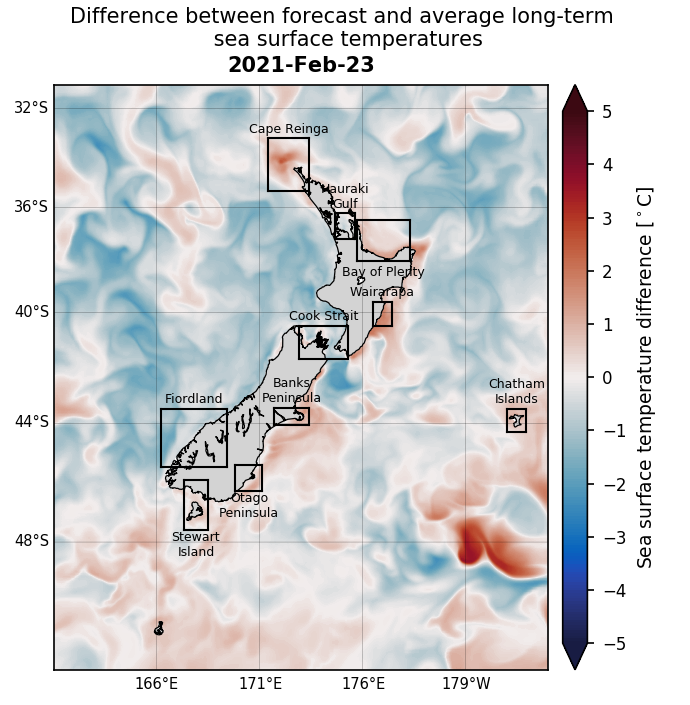 Difference between forecast and average long-term
sea surface temperatures
2021-Feb-23
32°S
36°S
40°S
44°S
48°S
Cape Reinga
Hauraki
Gulf
Bay of Plenty
Wairarapa
Cook Strait
Banks
Peninsula
Fiordland
Chatham
Islands
Otago
Peninsula
Stewart
Island
166°E
171°E
176°E
179°W
5
4
3
2
1
0
−1
−2
−3
−4
−5
Sea surface temperature difference [°C]